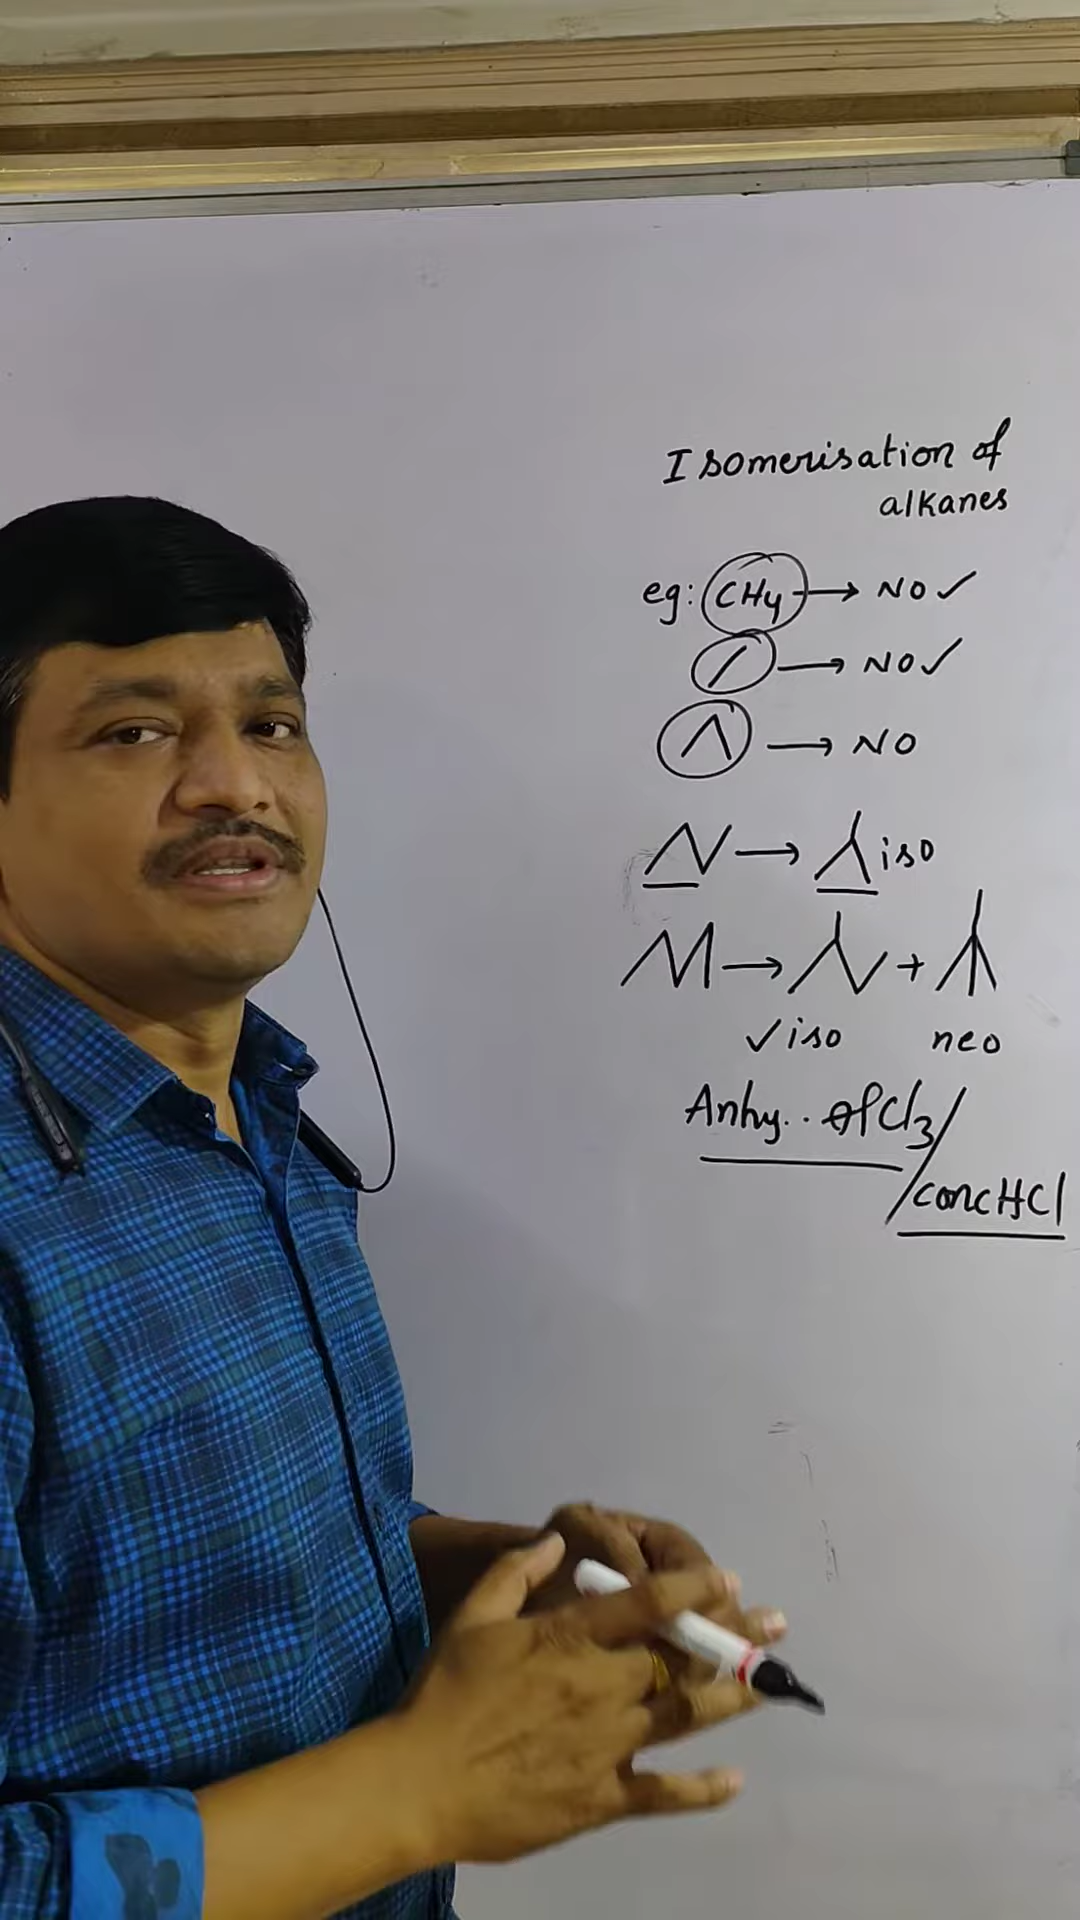 Isomerisation of
alkanes
eg: CH4 → NO ✓
→ NO ✓
→ NO
→ iso
→ +
✓ iso neo
Anhy.. AlCl3/
/conc HCl